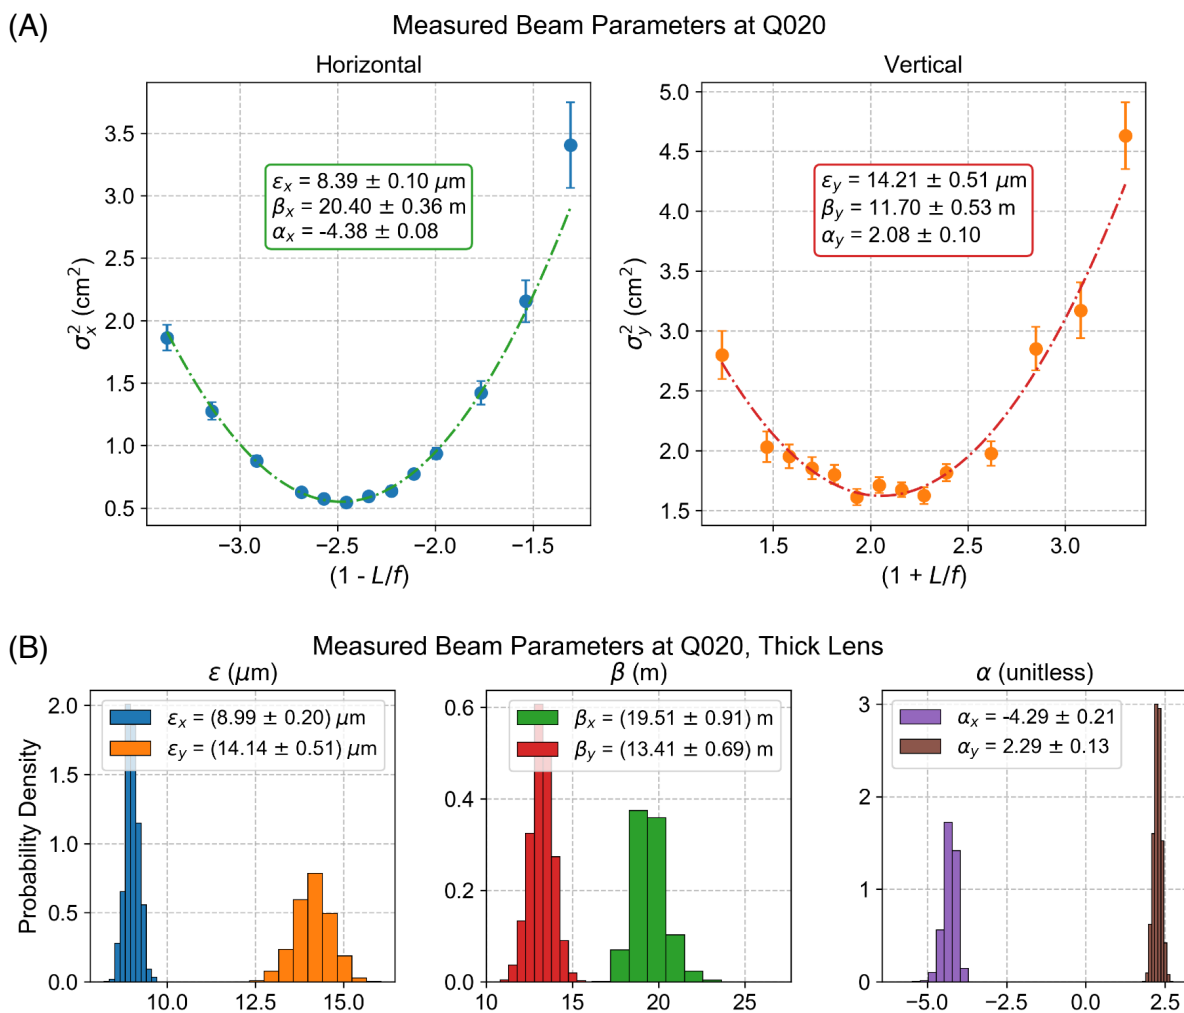 (A)
Measured Beam Parameters at Q020
Horizontal
Vertical
3.5
3.0
2.5
2.0
1.5
1.0
0.5
σx² (cm²)
εx = 8.39 ± 0.10 μm
βx = 20.40 ± 0.36 m
αx = -4.38 ± 0.08
−3.0 −2.5 −2.0 −1.5
(1 - L/f)
5.0
4.5
4.0
3.5
3.0
2.5
2.0
1.5
σy² (cm²)
εy = 14.21 ± 0.51 μm
βy = 11.70 ± 0.53 m
αy = 2.08 ± 0.10
1.5 2.0 2.5 3.0
(1 + L/f)
(B)
Measured Beam Parameters at Q020, Thick Lens
ε (μm)
β (m)
α (unitless)
2.0
1.5
1.0
0.5
0.0
Probability Density
εx = (8.99 ± 0.20) μm
εy = (14.14 ± 0.51) μm
10.0 12.5 15.0
0.6
0.4
0.2
0.0
βx = (19.51 ± 0.91) m
βy = (13.41 ± 0.69) m
10 15 20 25
3
2
1
0
αx = -4.29 ± 0.21
αy = 2.29 ± 0.13
−5.0 −2.5 0.0 2.5